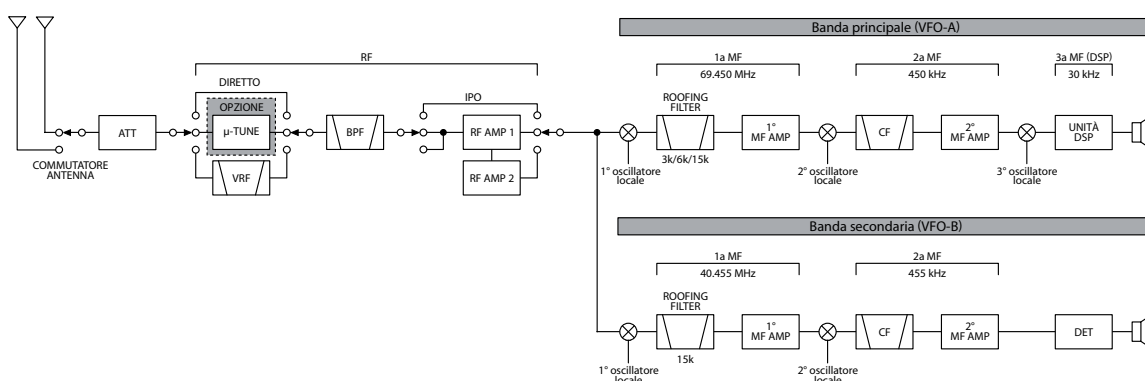 Banda principale (VFO-A)
RF
1a MF
69.450 MHz
2a MF
450 kHz
3a MF (DSP)
30 kHz
DIRETTO
OPZIONE
µ-TUNE
IPO
ROOFING
FILTER
ATT
BPF
RF AMP 1
1°
MF AMP
CF
2°
MF AMP
UNITÀ
DSP
3k/6k/15k
COMMUTATORE
ANTENNA
VRF
RF AMP 2
1° oscillatore
locale
2° oscillatore
locale
3° oscillatore
locale
Banda secondaria (VFO-B)
1a MF
40.455 MHz
2a MF
455 kHz
ROOFING
FILTER
1°
MF AMP
CF
2°
MF AMP
DET
15k
1° oscillatore
locale
2° oscillatore
locale